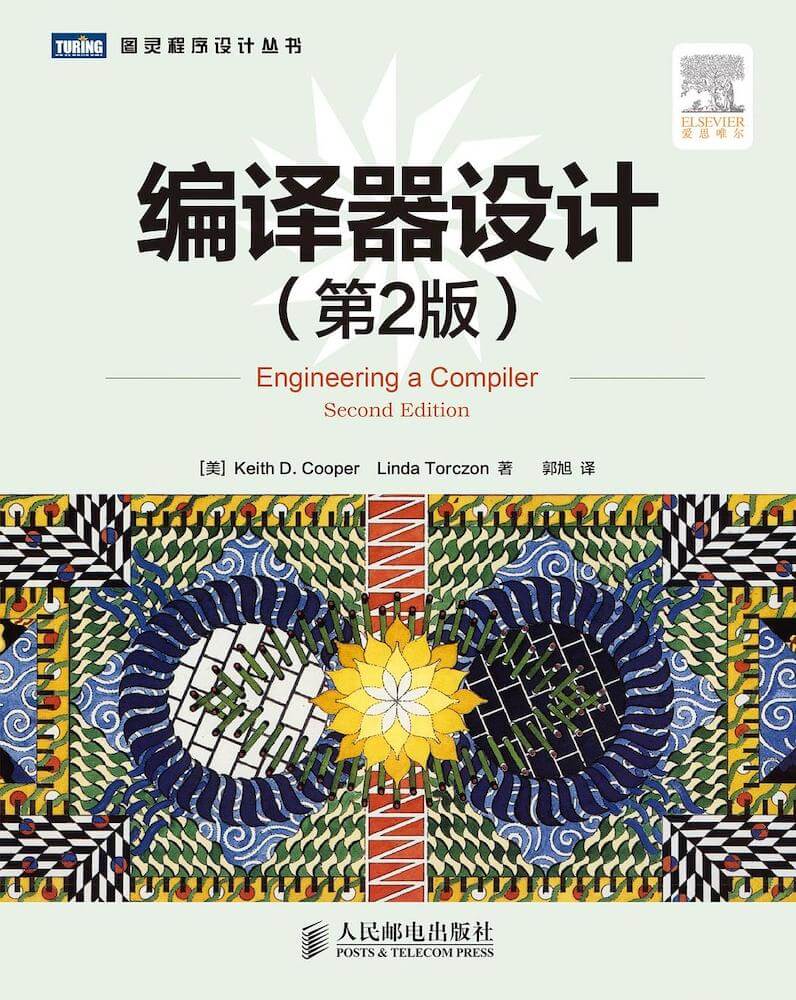 TURING 图灵程序设计丛书
ELSEVIER
爱思唯尔
编译器设计
（第2版）
Engineering a Compiler
Second Edition
[美] Keith D. Cooper Linda Torczon 著 郭旭 译
人民邮电出版社
POSTS & TELECOM PRESS